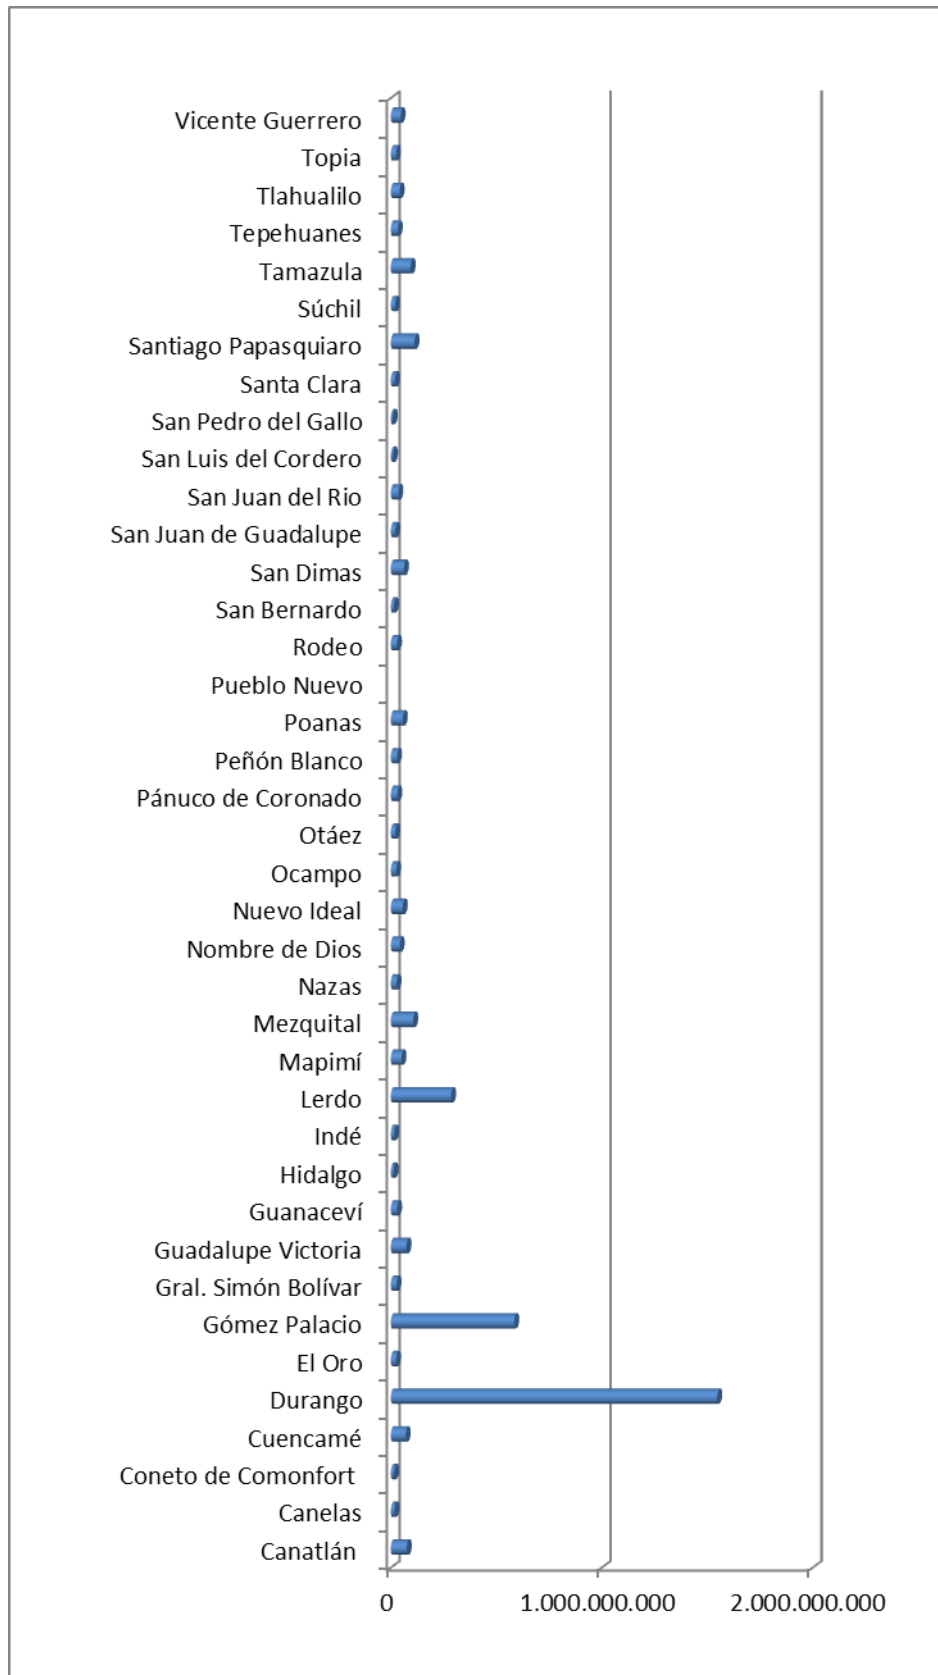 Vicente Guerrero
Topia
Tlahualilo
Tepehuanes
Tamazula
Súchil
Santiago Papasquiaro
Santa Clara
San Pedro del Gallo
San Luis del Cordero
San Juan del Rio
San Juan de Guadalupe
San Dimas
San Bernardo
Rodeo
Pueblo Nuevo
Poanas
Peñón Blanco
Pánuco de Coronado
Otáez
Ocampo
Nuevo Ideal
Nombre de Dios
Nazas
Mezquital
Mapimí
Lerdo
Indé
Hidalgo
Guanaceví
Guadalupe Victoria
Gral. Simón Bolívar
Gómez Palacio
El Oro
Durango
Cuencamé
Coneto de Comonfort
Canelas
Canatlán
0 1.000.000.000 2.000.000.000